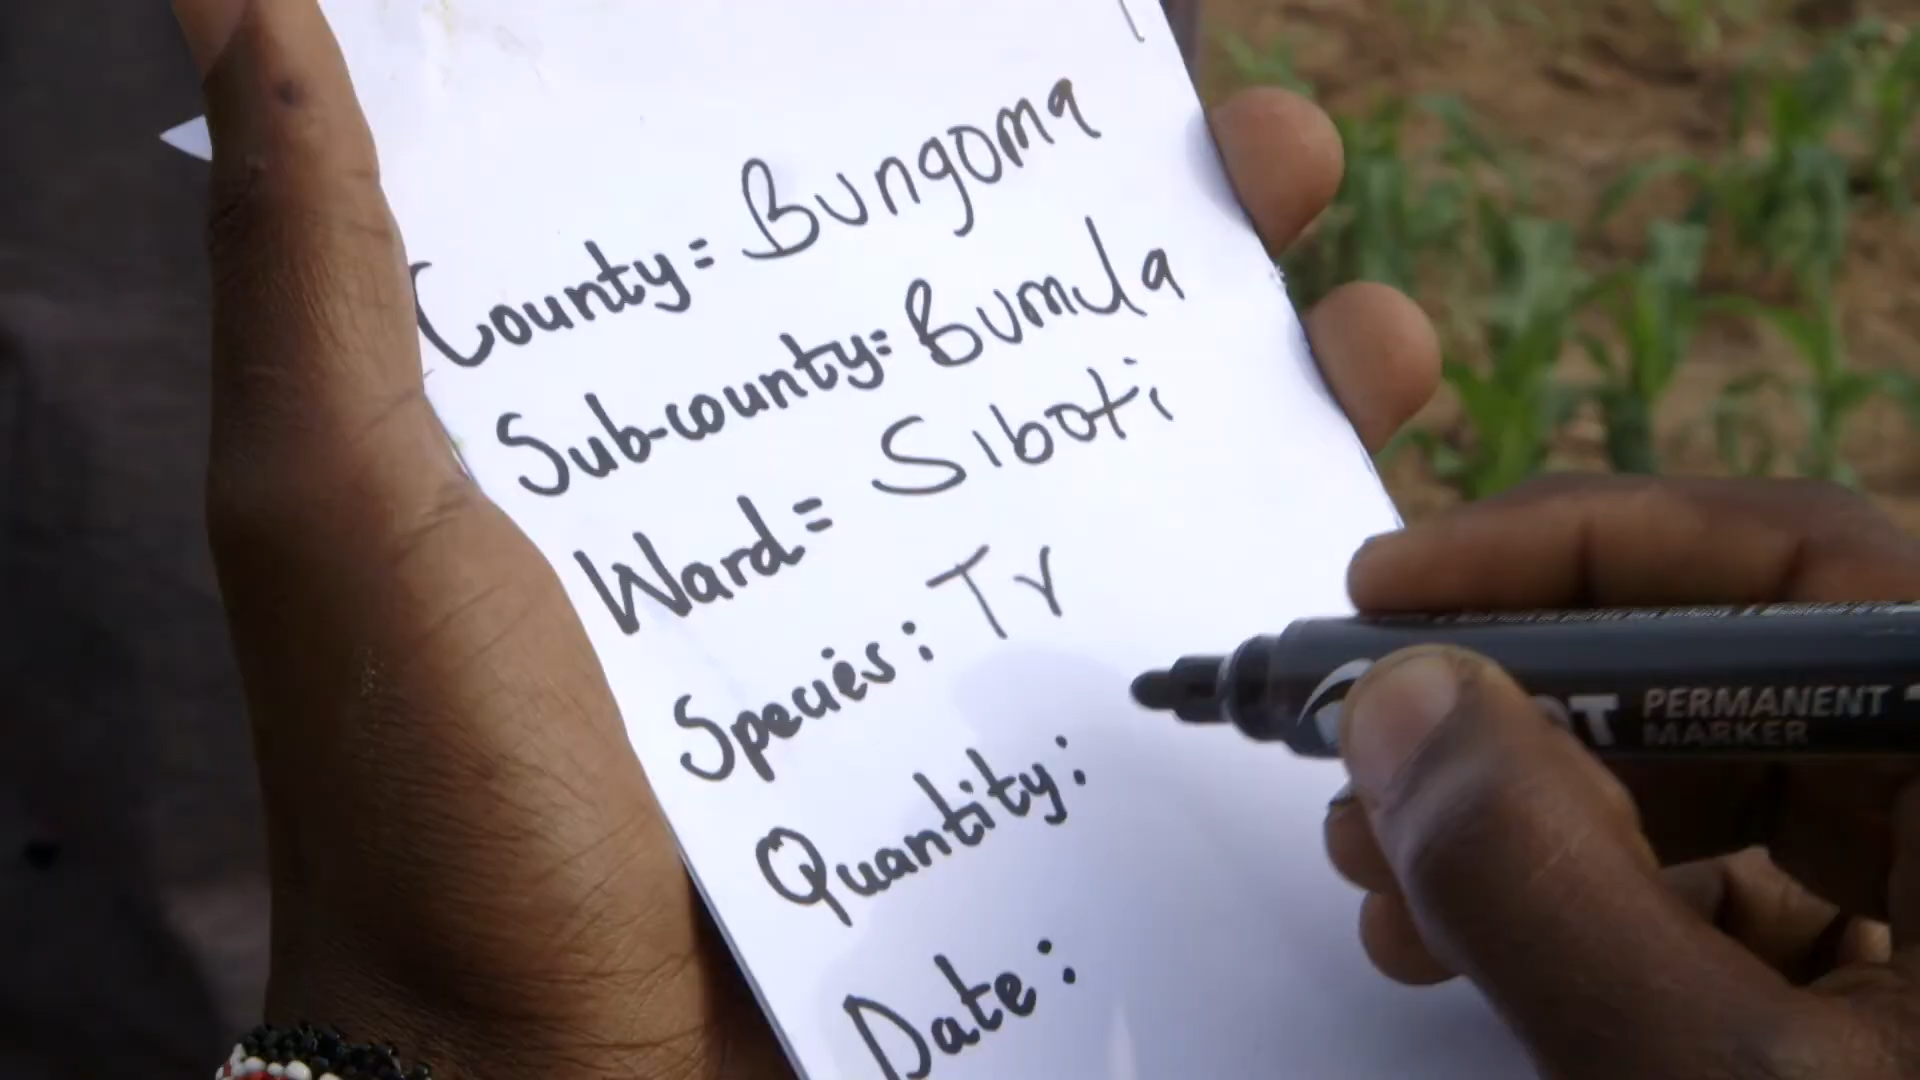 County= Bungoma
Sub-county= Bumula
Ward= Siboti
Species: Tr
Quantity:
Date:
PERMANENT
MARKER